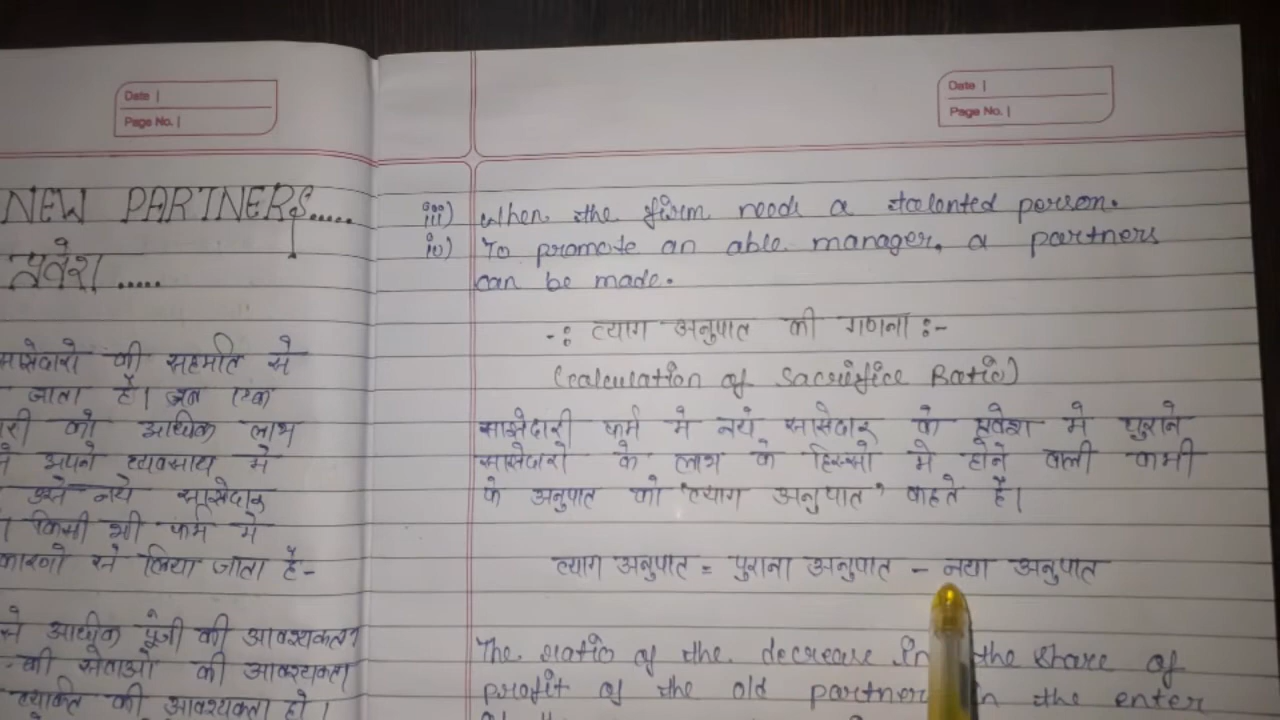 Date |
Page No. |
NEW PARTNERS.....
प्रवेश .....
साझेदारो की सहमति से
जाता है। जब एक
री को अधिक लाभ
ने अपने व्यवसाय मे
उसे नये साझेदार
। किसी भी फर्म मे
कारणो से लिया जाता है-
से अधिक पूंजी की आवश्यकता
की सेवाओ की आवश्यकता
व्यक्ति की आवश्यकता हो।
Date |
Page No. |
iii) When the firm needs a talented person.
iv) To promote an able manager, a partners
can be made.
-: त्याग अनुपात की गणना :-
(calculation of Sacrifice Ratio)
साझेदारी फर्म मे नये साझेदार के प्रवेश मे पुराने
साझेदारो के लाभ के हिस्सो मे होने वाली कमी
के अनुपात को 'त्याग अनुपात' कहते है।
त्याग अनुपात = पुराना अनुपात - नया अनुपात
The ratio of the decrease in the share of
profit of the old partner in the enter